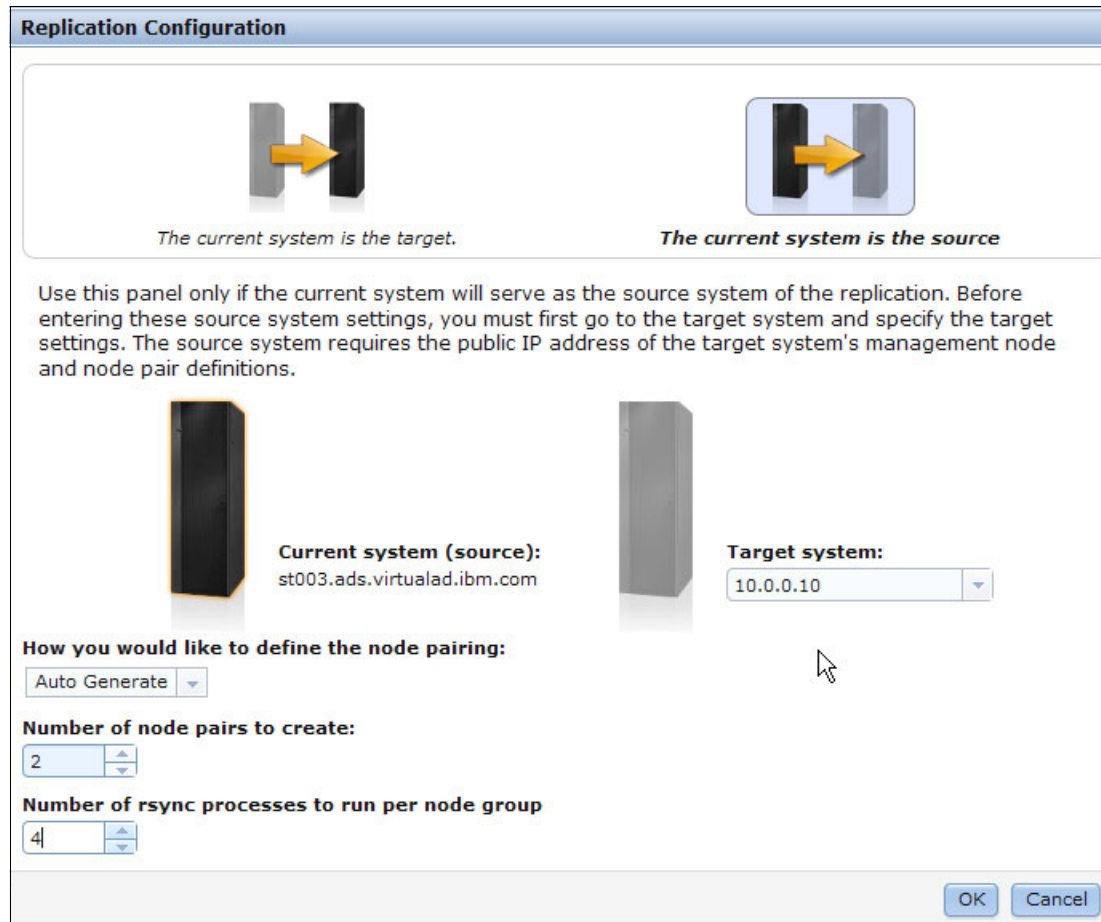 Replication Configuration
The current system is the target.
The current system is the source
Use this panel only if the current system will serve as the source system of the replication. Before
entering these source system settings, you must first go to the target system and specify the target
settings. The source system requires the public IP address of the target system's management node
and node pair definitions.
Current system (source):
st003.ads.virtualad.ibm.com
Target system:
10.0.0.10
How you would like to define the node pairing:
Auto Generate
Number of node pairs to create:
2
Number of rsync processes to run per node group
4
OK
Cancel